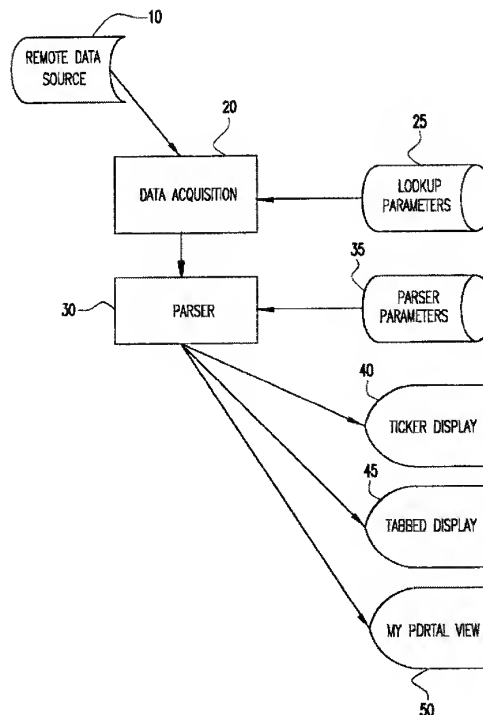 10
REMOTE DATA
SOURCE
20
DATA ACQUISITION
25
LOOKUP
PARAMETERS
30
PARSER
35
PARSER
PARAMETERS
40
TICKER DISPLAY
45
TABBED DISPLAY
MY PORTAL VIEW
50